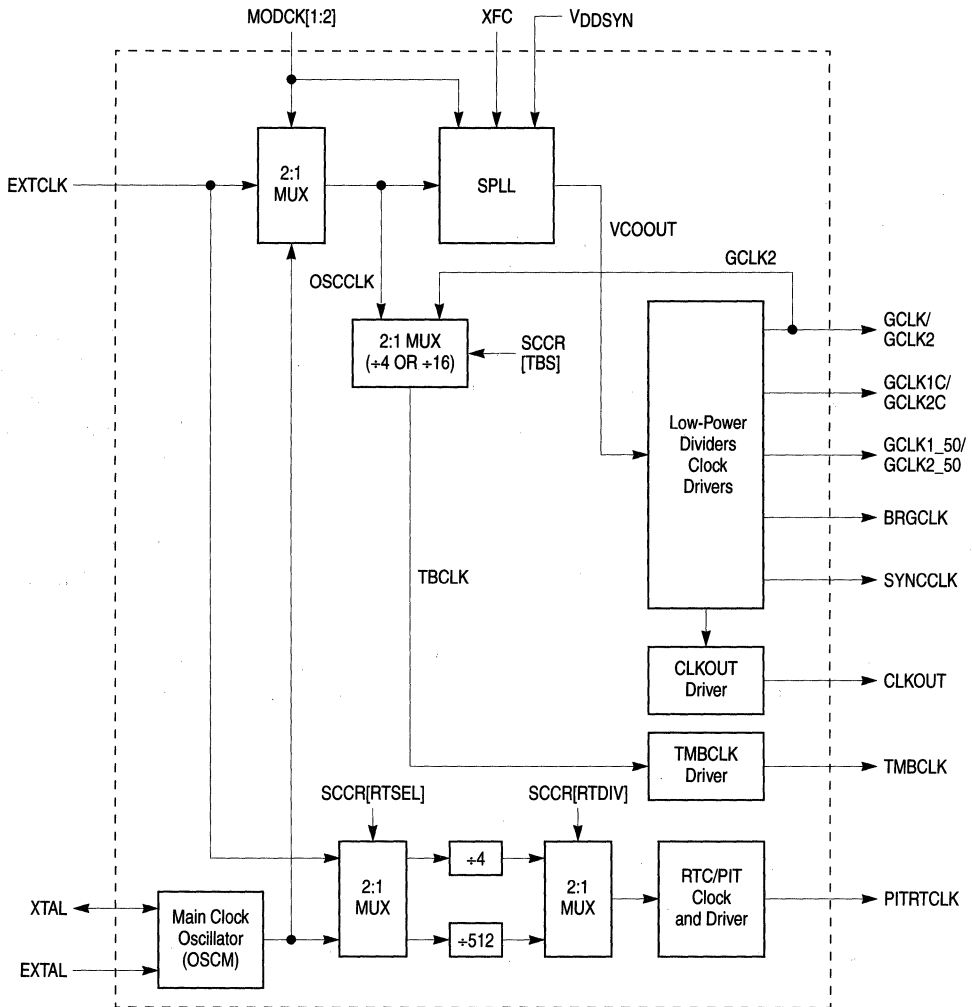 MODCK[1:2]
XFC
VDDSYN
EXTCLK
2:1
MUX
SPLL
VCOOUT
GCLK2
OSCCLK
2:1 MUX
(÷4 OR ÷16)
SCCR
[TBS]
GCLK/
GCLK2
GCLK1C/
GCLK2C
Low-Power
Dividers
Clock
Drivers
GCLK1_50/
GCLK2_50
BRGCLK
TBCLK
SYNCCLK
CLKOUT
Driver
CLKOUT
TMBCLK
Driver
TMBCLK
SCCR[RTSEL]
SCCR[RTDIV]
2:1
MUX
÷4
÷512
2:1
MUX
RTC/PIT
Clock
and Driver
PITRTCLK
XTAL
EXTAL
Main Clock
Oscillator
(OSCM)